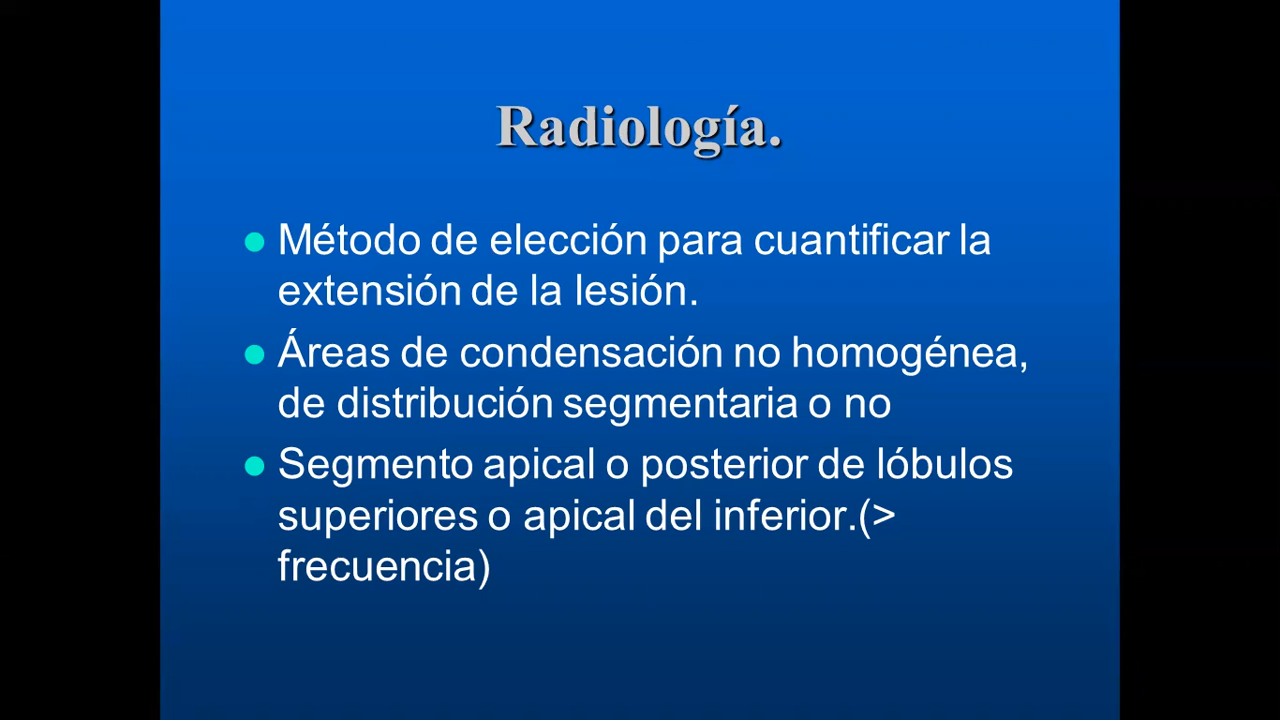 Radiología.
Método de elección para cuantificar la
extensión de la lesión.
Áreas de condensación no homogénea,
de distribución segmentaria o no
Segmento apical o posterior de lóbulos
superiores o apical del inferior.(>
frecuencia)